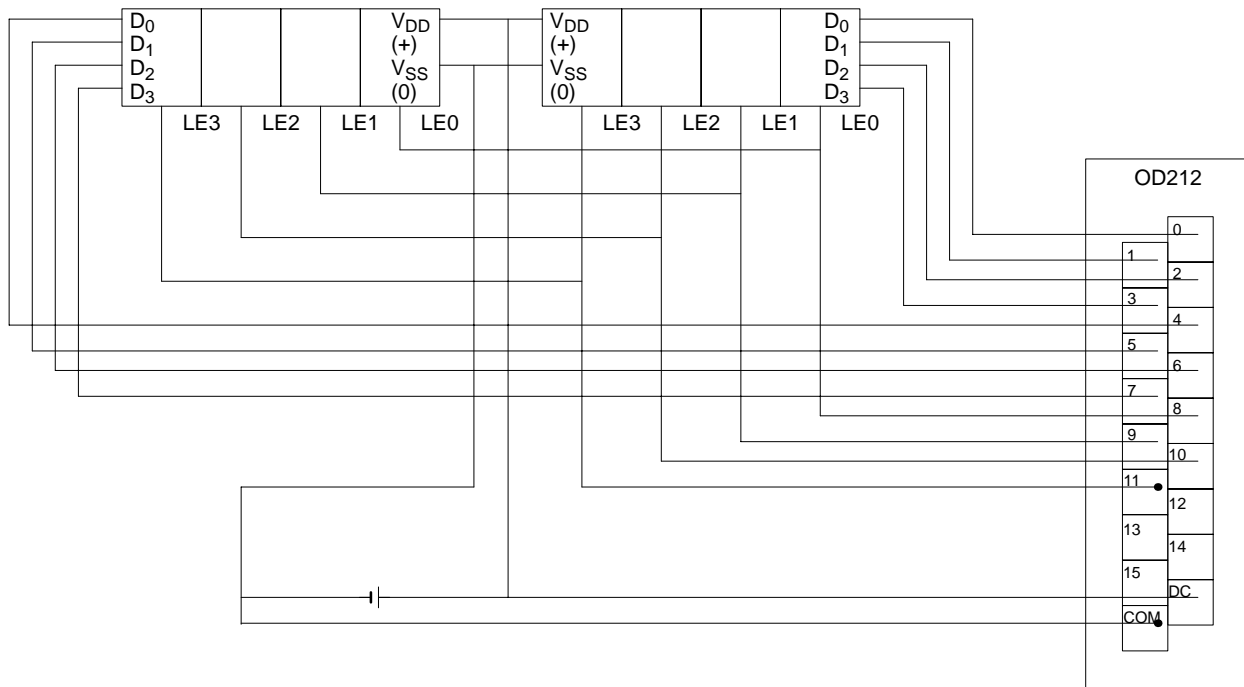 D0 VDD VDD D0
D1 (+) (+) D1
D2 VSS VSS D2
D3 (0) (0) D3
LE3 LE2 LE1 LE0 LE3 LE2 LE1 LE0
OD212
0
1
2
3
4
5
6
7
8
9
10
11
12
13
14
15
DC
COM